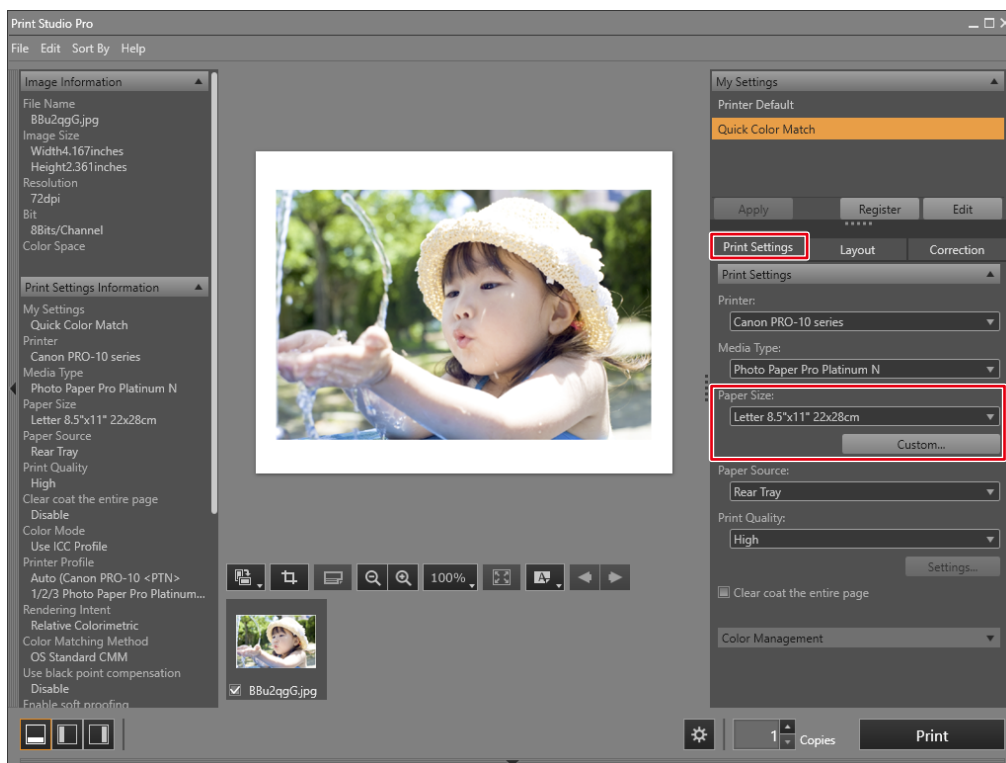 Print Studio Pro
File Edit Sort By Help
Image Information
File Name
BBu2qgG.jpg
Image Size
Width4.167inches
Height2.361inches
Resolution
72dpi
Bit
8Bits/Channel
Color Space
Print Settings Information
My Settings
Quick Color Match
Printer
Canon PRO-10 series
Media Type
Photo Paper Pro Platinum N
Paper Size
Letter 8.5"x11" 22x28cm
Paper Source
Rear Tray
Print Quality
High
Clear coat the entire page
Disable
Color Mode
Use ICC Profile
Printer Profile
Auto (Canon PRO-10 <PTN>
1/2/3 Photo Paper Pro Platinum...
Rendering Intent
Relative Colorimetric
Color Matching Method
OS Standard CMM
Use black point compensation
Disable
Enable soft proofing
100%
A
BBu2qgG.jpg
My Settings
Printer Default
Quick Color Match
Apply Register Edit
Print Settings Layout Correction
Print Settings
Printer:
Canon PRO-10 series
Media Type:
Photo Paper Pro Platinum N
Paper Size:
Letter 8.5"x11" 22x28cm
Custom...
Paper Source:
Rear Tray
Print Quality:
High
Settings...
Clear coat the entire page
Color Management
1 Copies Print